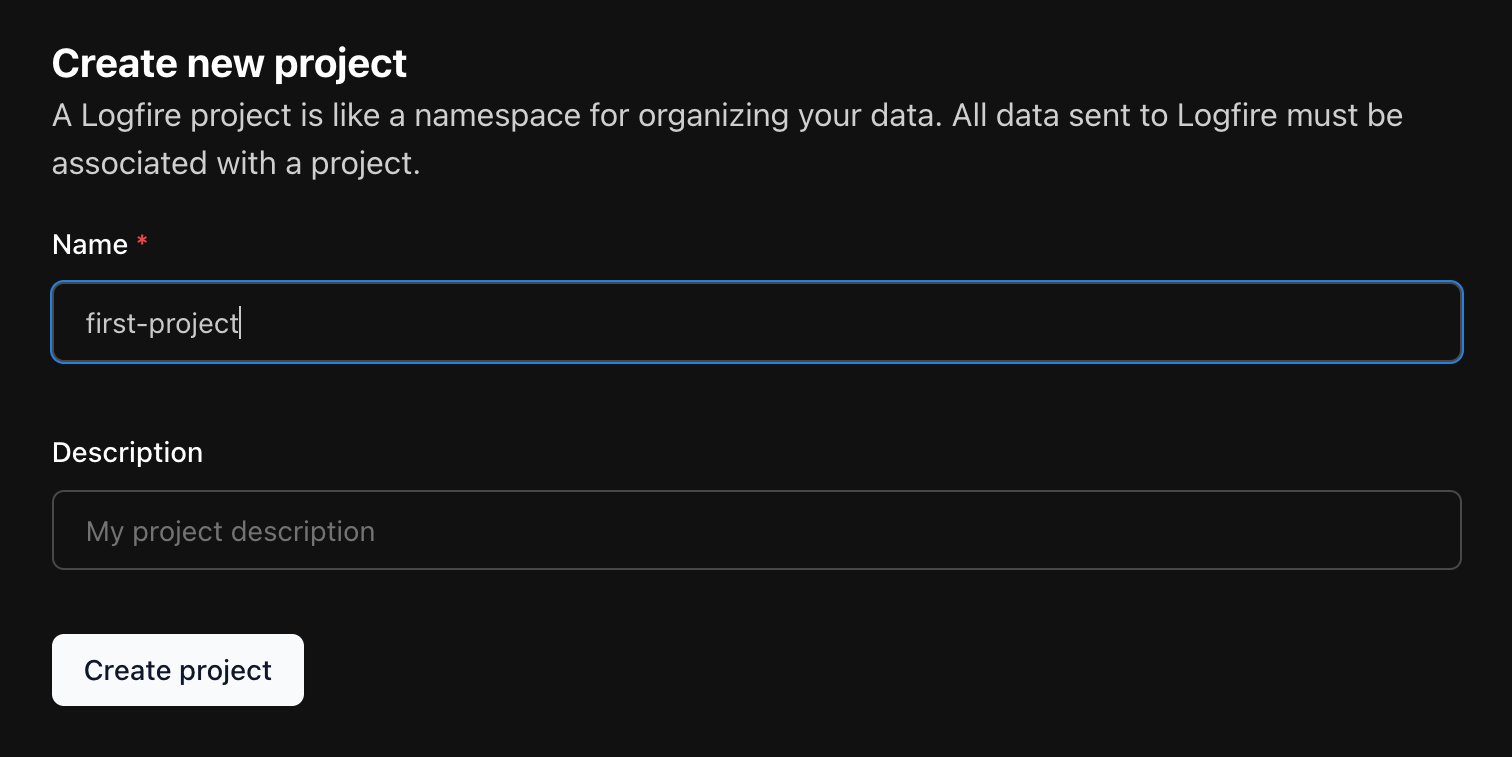 Create new project
A Logfire project is like a namespace for organizing your data. All data sent to Logfire must be
associated with a project.
Name *
first-project
Description
My project description
Create project